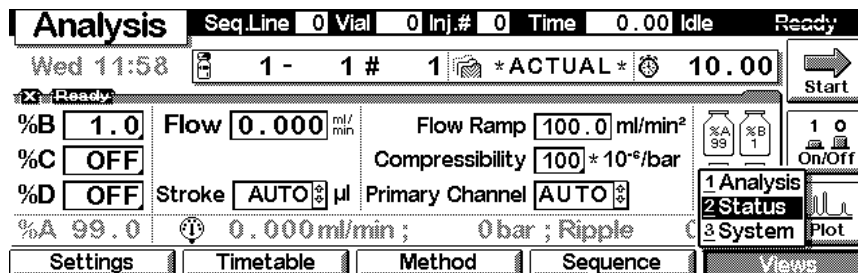 Analysis Seq.Line 0 Vial 0 Inj.# 0 Time 0.00 Idle Ready
Wed 11:58 1 - 1 # 1 *ACTUAL* 10.00 Start
X Ready
%B 1.0 Flow 0.000 ml/min Flow Ramp 100.0 ml/min² %A 99 %B 1 1 0
%C OFF Compressibility 100 * 10⁻⁶/bar On/Off
%D OFF Stroke AUTO µl Primary Channel AUTO
1 Analysis
2 Status
3 System
Plot
%A 99.0 0.000 ml/min ; 0 bar ; Ripple
Settings Timetable Method Sequence Views